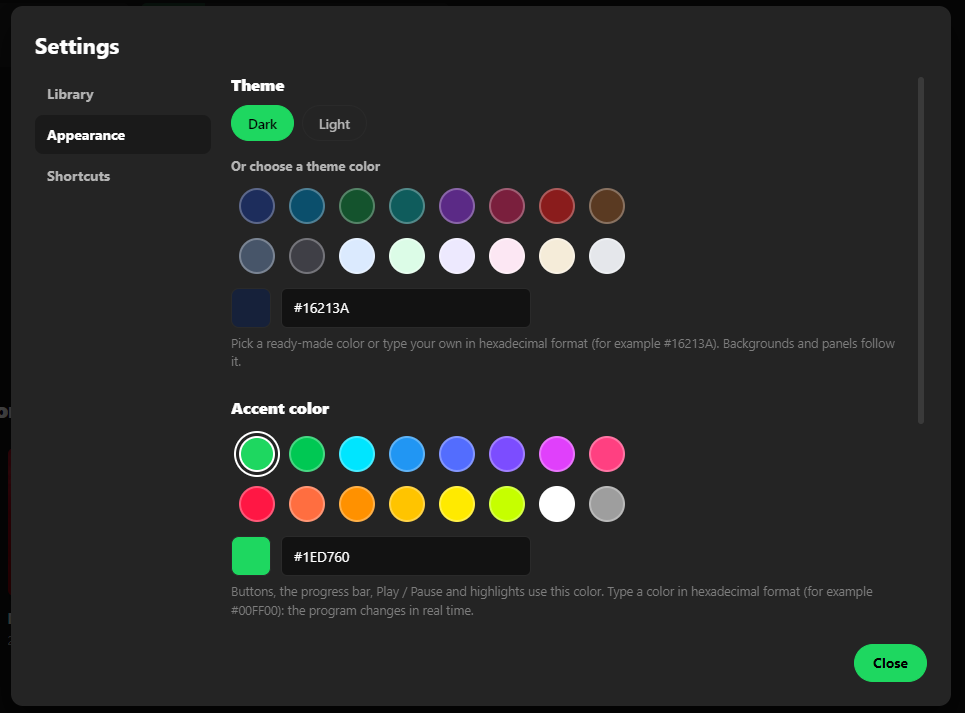 Settings
Library
Appearance
Shortcuts
Theme
Dark
Light
Or choose a theme color
#16213A
Pick a ready-made color or type your own in hexadecimal format (for example #16213A). Backgrounds and panels follow
it.
Accent color
#1ED760
Buttons, the progress bar, Play / Pause and highlights use this color. Type a color in hexadecimal format (for example
#00FF00): the program changes in real time.
Close